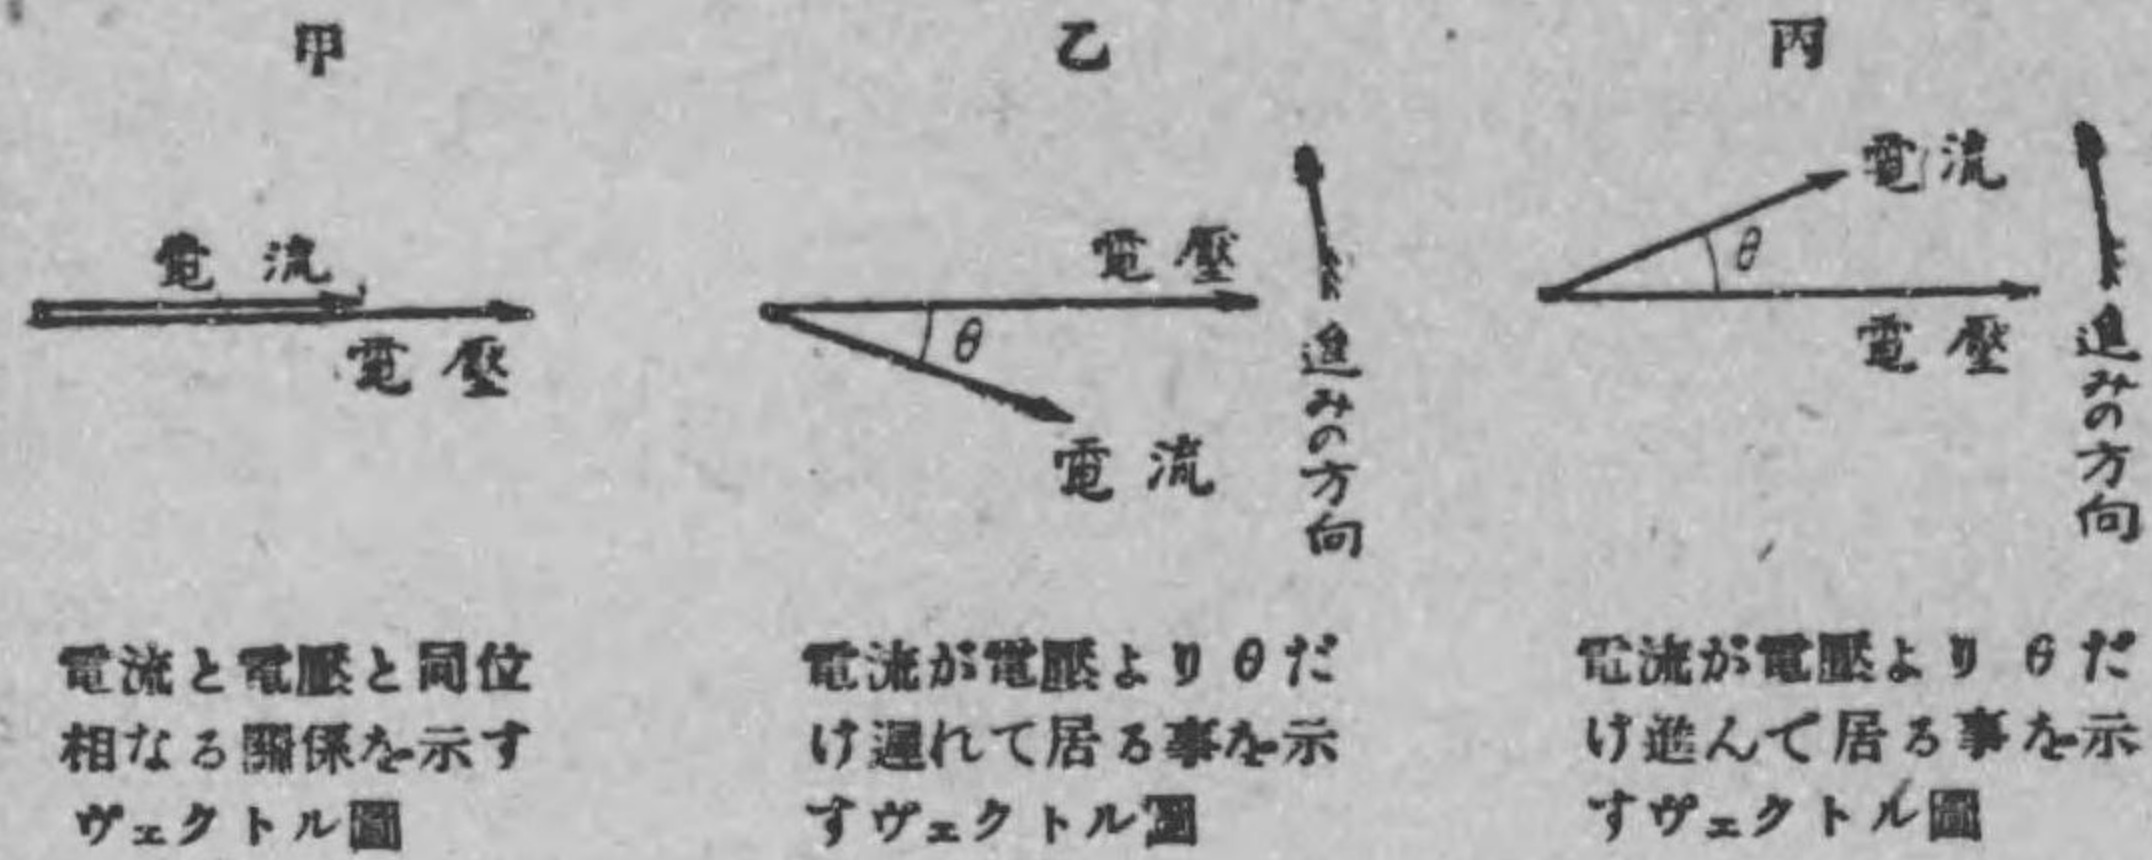 甲
電流
電壓
電流と電壓と同位
相なる關係を示す
ヴェクトル圖
乙
電壓
θ
電流
進みの方向
電流が電壓よりθだ
け遲れて居る事を示
すヴェクトル圖
丙
電流
θ
電壓
進みの方向
電流が電壓よりθだ
け進んで居る事を示
すヴェクトル圖